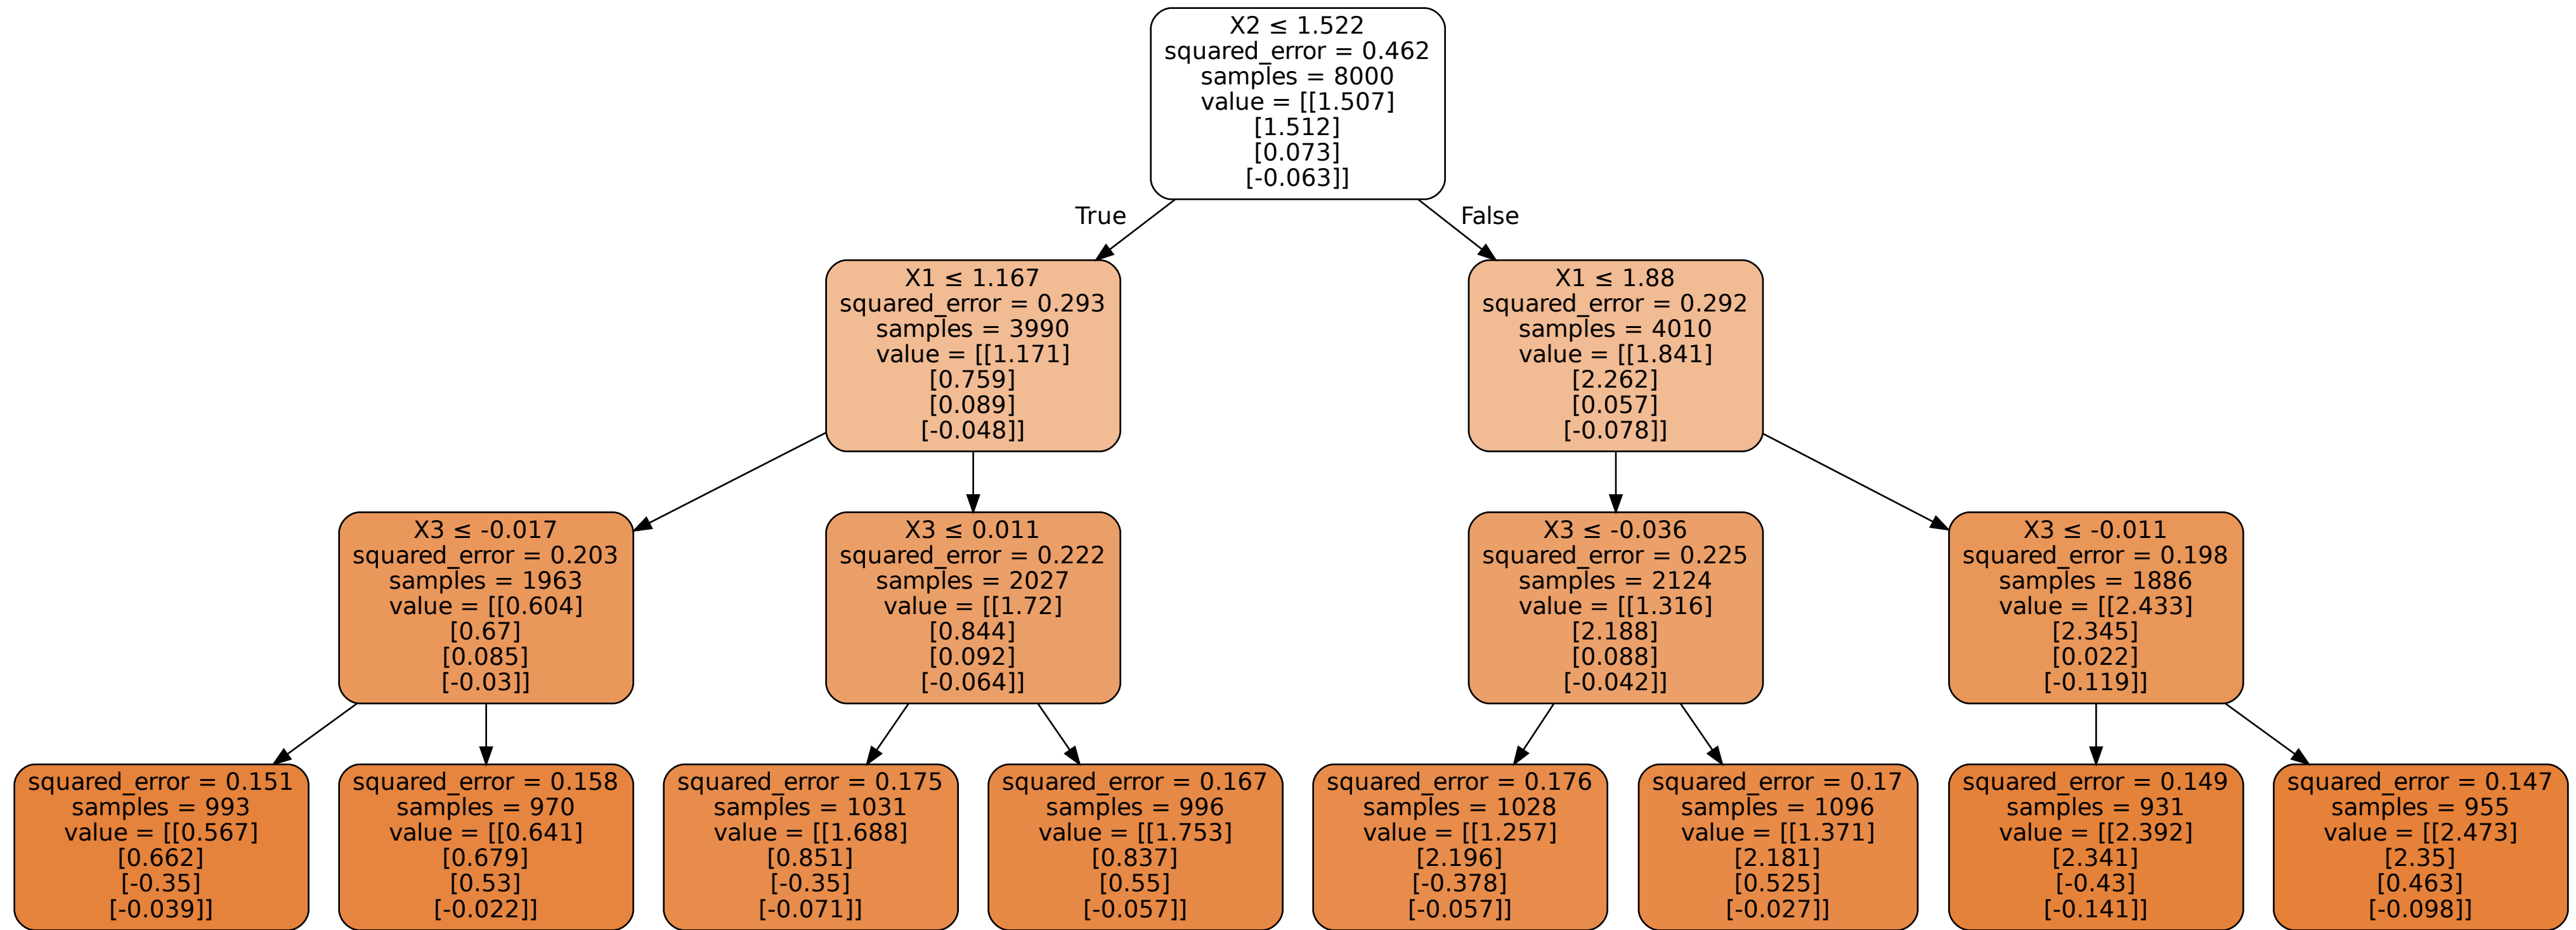 X2 ≤ 1.522
squared_error = 0.462
samples = 8000
value = [[1.507]
[1.512]
[0.073]
[-0.063]]
True
False
X1 ≤ 1.167
squared_error = 0.293
samples = 3990
value = [[1.171]
[0.759]
[0.089]
[-0.048]]
X1 ≤ 1.88
squared_error = 0.292
samples = 4010
value = [[1.841]
[2.262]
[0.057]
[-0.078]]
X3 ≤ -0.017
squared_error = 0.203
samples = 1963
value = [[0.604]
[0.67]
[0.085]
[-0.03]]
X3 ≤ 0.011
squared_error = 0.222
samples = 2027
value = [[1.72]
[0.844]
[0.092]
[-0.064]]
X3 ≤ -0.036
squared_error = 0.225
samples = 2124
value = [[1.316]
[2.188]
[0.088]
[-0.042]]
X3 ≤ -0.011
squared_error = 0.198
samples = 1886
value = [[2.433]
[2.345]
[0.022]
[-0.119]]
squared_error = 0.151
samples = 993
value = [[0.567]
[0.662]
[-0.35]
[-0.039]]
squared_error = 0.158
samples = 970
value = [[0.641]
[0.679]
[0.53]
[-0.022]]
squared_error = 0.175
samples = 1031
value = [[1.688]
[0.851]
[-0.35]
[-0.071]]
squared_error = 0.167
samples = 996
value = [[1.753]
[0.837]
[0.55]
[-0.057]]
squared_error = 0.176
samples = 1028
value = [[1.257]
[2.196]
[-0.378]
[-0.057]]
squared_error = 0.17
samples = 1096
value = [[1.371]
[2.181]
[0.525]
[-0.027]]
squared_error = 0.149
samples = 931
value = [[2.392]
[2.341]
[-0.43]
[-0.141]]
squared_error = 0.147
samples = 955
value = [[2.473]
[2.35]
[0.463]
[-0.098]]